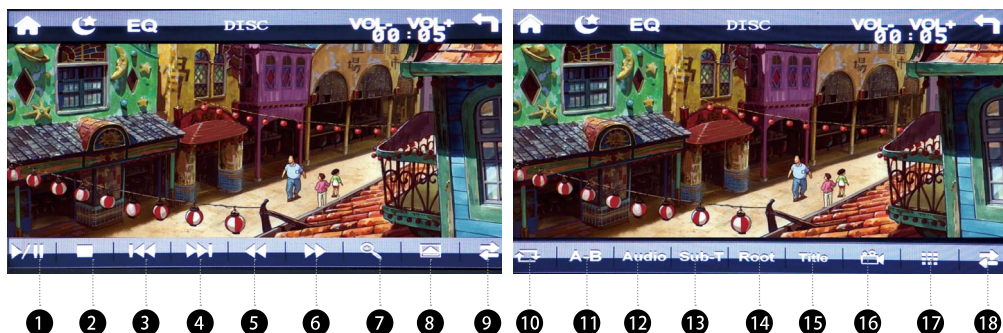 EQ DISC VOL- VOL+
00:05
EQ DISC VOL- VOL+
00:05
A-B Audio Sub-T Root Title
1 2 3 4 5 6 7 8 9 10 11 12 13 14 15 16 17 18